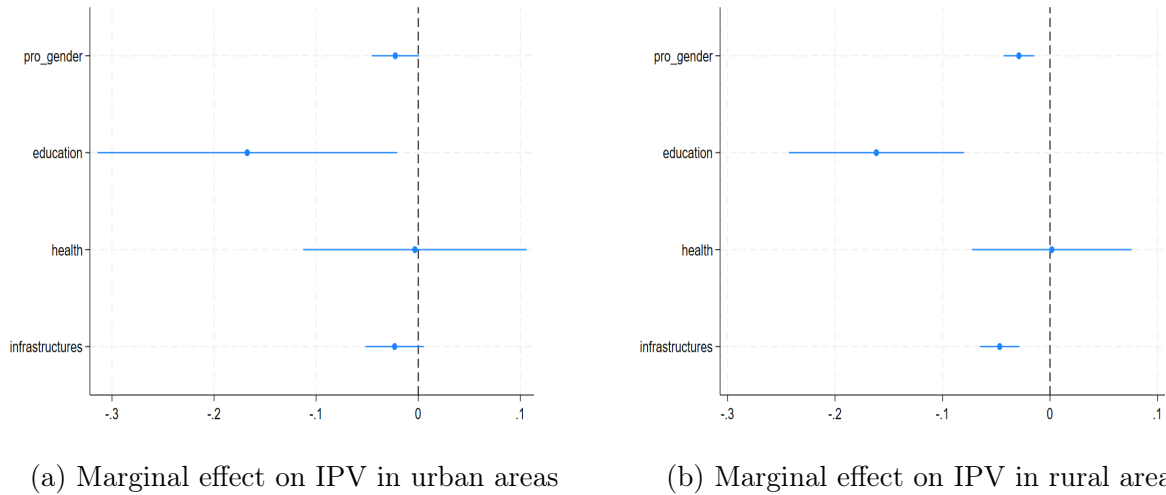 pro_gender
education
health
infrastructures
-.3 -.2 -.1 0 .1
(a) Marginal effect on IPV in urban areas
pro_gender
education
health
infrastructures
-.3 -.2 -.1 0 .1
(b) Marginal effect on IPV in rural area